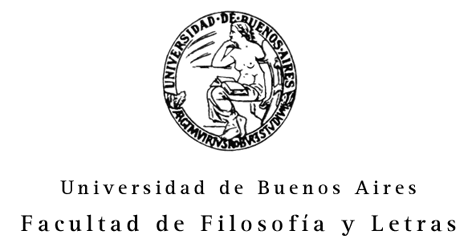 UNIVERSIDAD·DE·BUENOS·AIRES
Universidad de Buenos Aires
Facultad de Filosofía y Letras